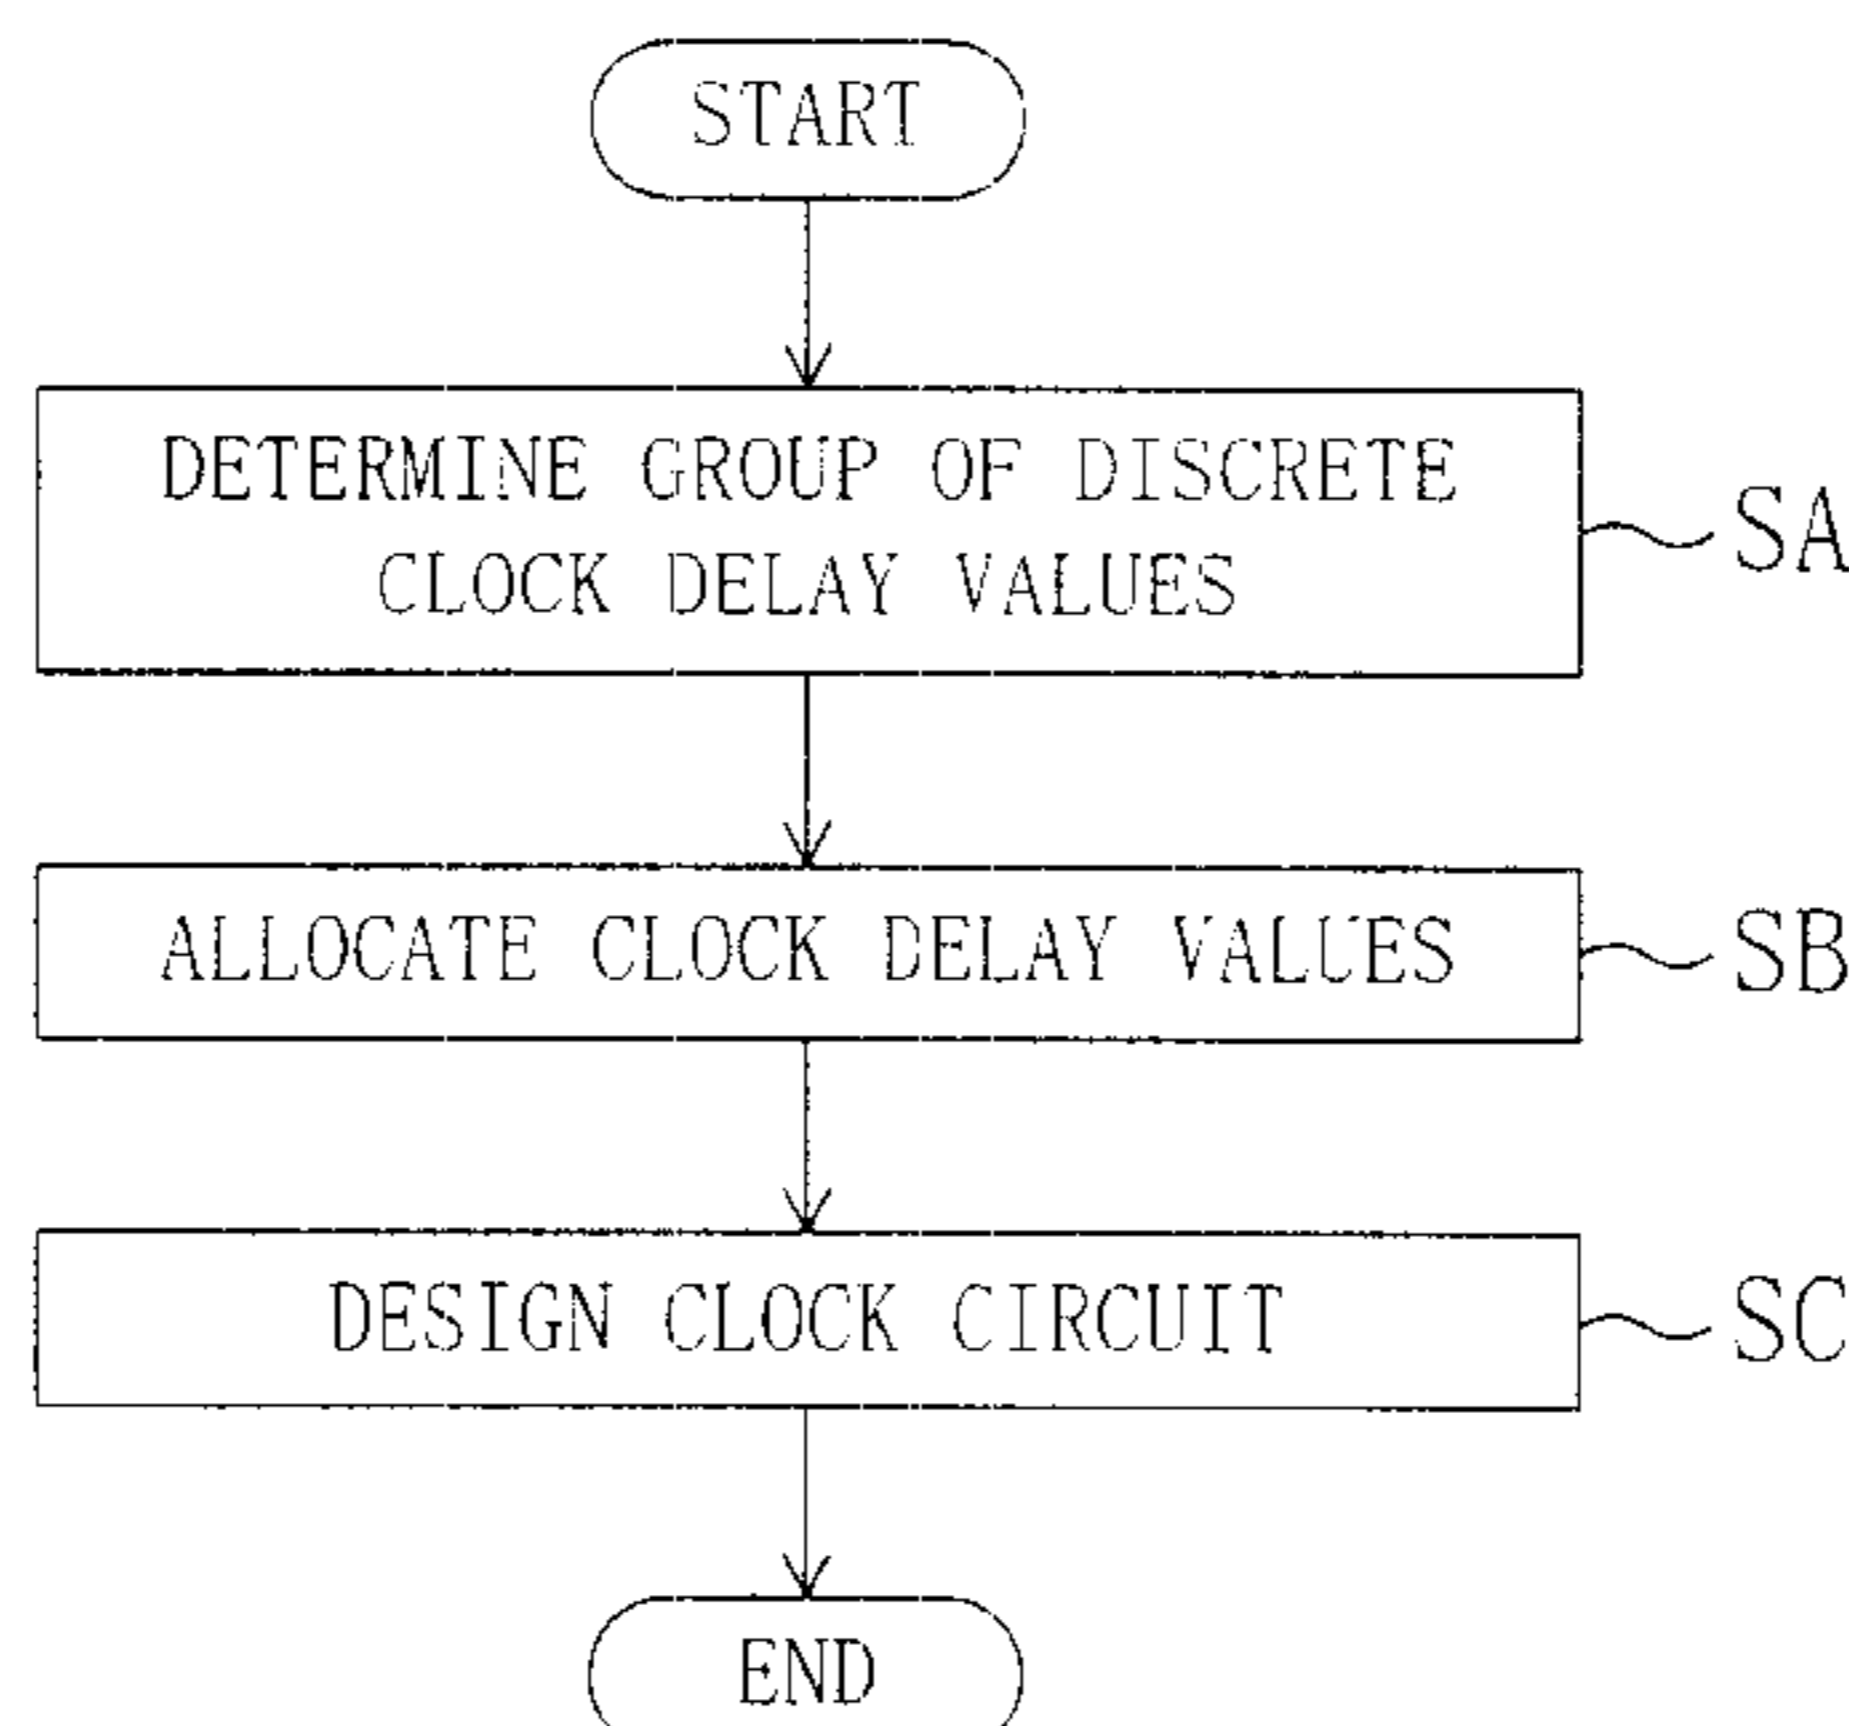 START
DETERMINE GROUP OF DISCRETE
CLOCK DELAY VALUES
SA
ALLOCATE CLOCK DELAY VALUES
SB
DESIGN CLOCK CIRCUIT
SC
END